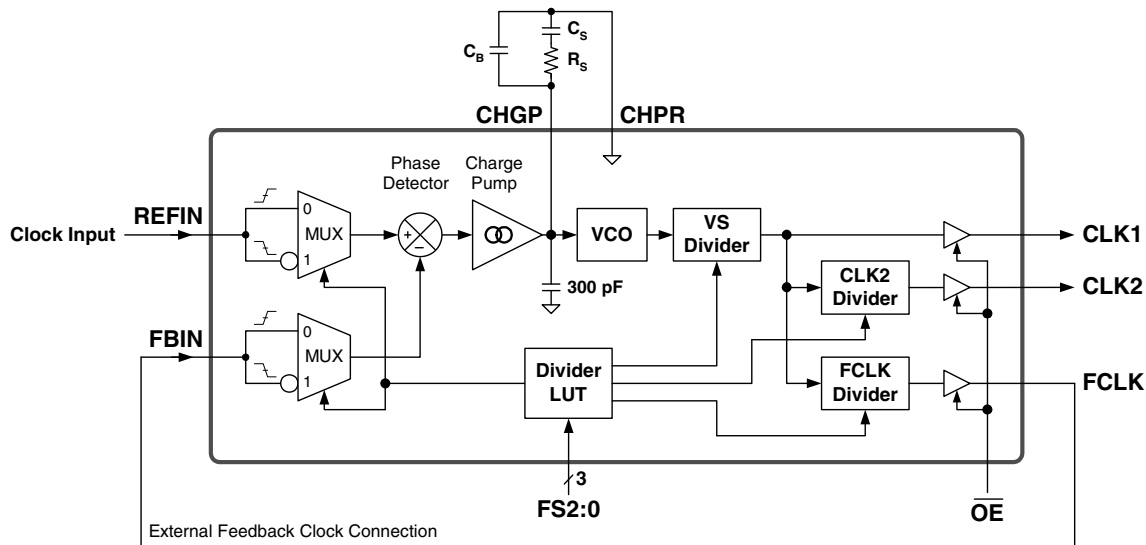 C_S
C_B
R_S
CHGP
CHPR
Phase
Detector
Charge
Pump
REFIN
Clock Input
0
MUX
1
+
−
VCO
VS
Divider
CLK1
300 pF
CLK2
Divider
CLK2
FBIN
0
MUX
1
Divider
LUT
FCLK
Divider
FCLK
3
FS2:0
OE
External Feedback Clock Connection